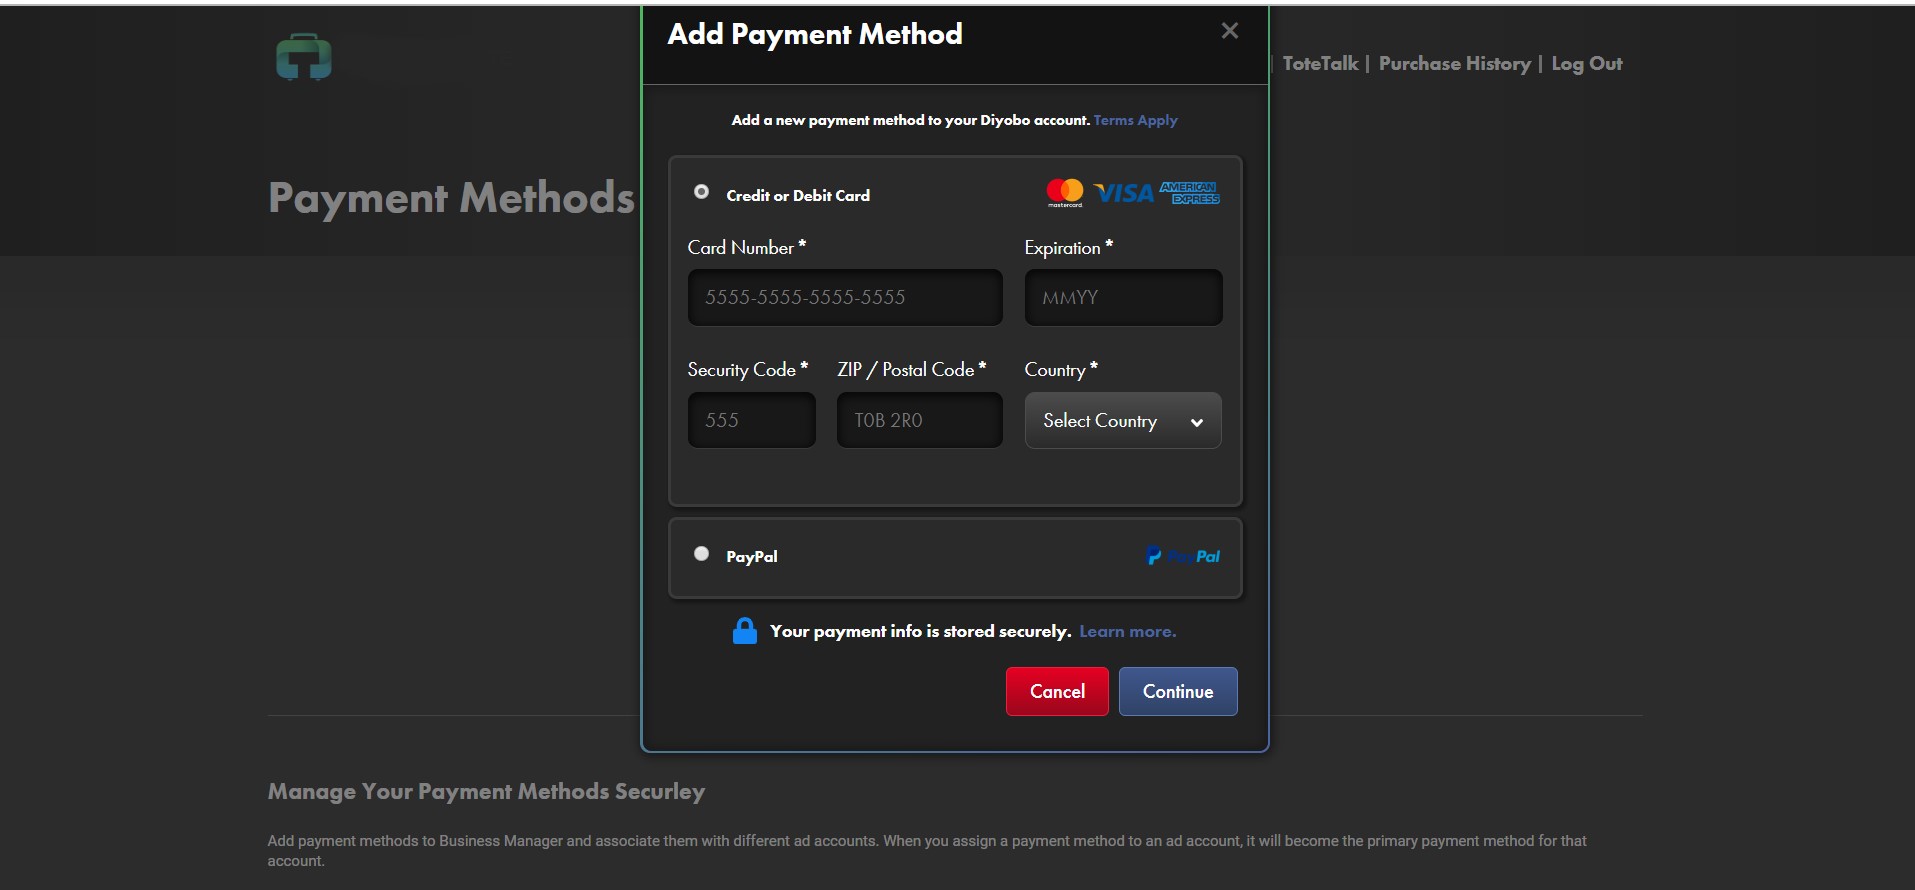 Add Payment Method
ToteTalk | Purchase History | Log Out
Payment Methods
Add a new payment method to your Diyobo account. Terms Apply
Credit or Debit Card
mastercard
VISA
AMERICAN
EXPRESS
Card Number * Expiration *
5555-5555-5555-5555 MMYY
Security Code * ZIP / Postal Code * Country *
555 T0B 2R0 Select Country
PayPal
PayPal
Your payment info is stored securely. Learn more.
Cancel Continue
Manage Your Payment Methods Securley
Add payment methods to Business Manager and associate them with different ad accounts. When you assign a payment method to an ad account, it will become the primary payment method for that
account.